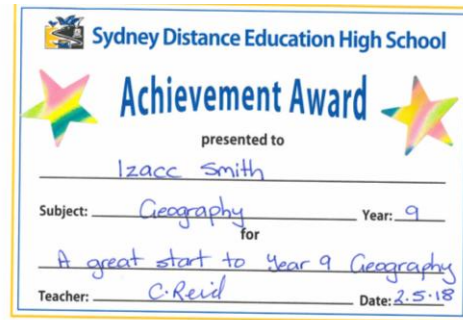 Sydney Distance Education High School
Achievement Award
presented to
Izacc Smith
Subject: Geography Year: 9
for
A great start to Year 9 Geography
Teacher: C. Reid Date: 2.5.18